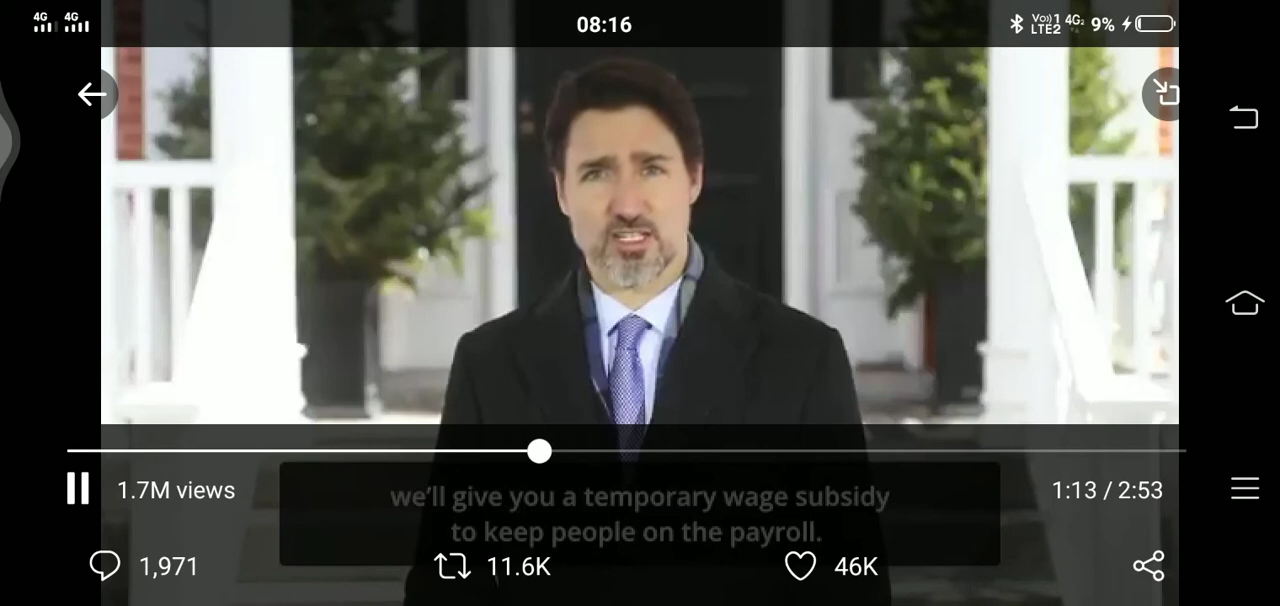 4G 4G 08:16 Vo)) 1 LTE2 4G2 9%
we'll give you a temporary wage subsidy
to keep people on the payroll.
1.7M views 1:13 / 2:53
1,971 11.6K 46K